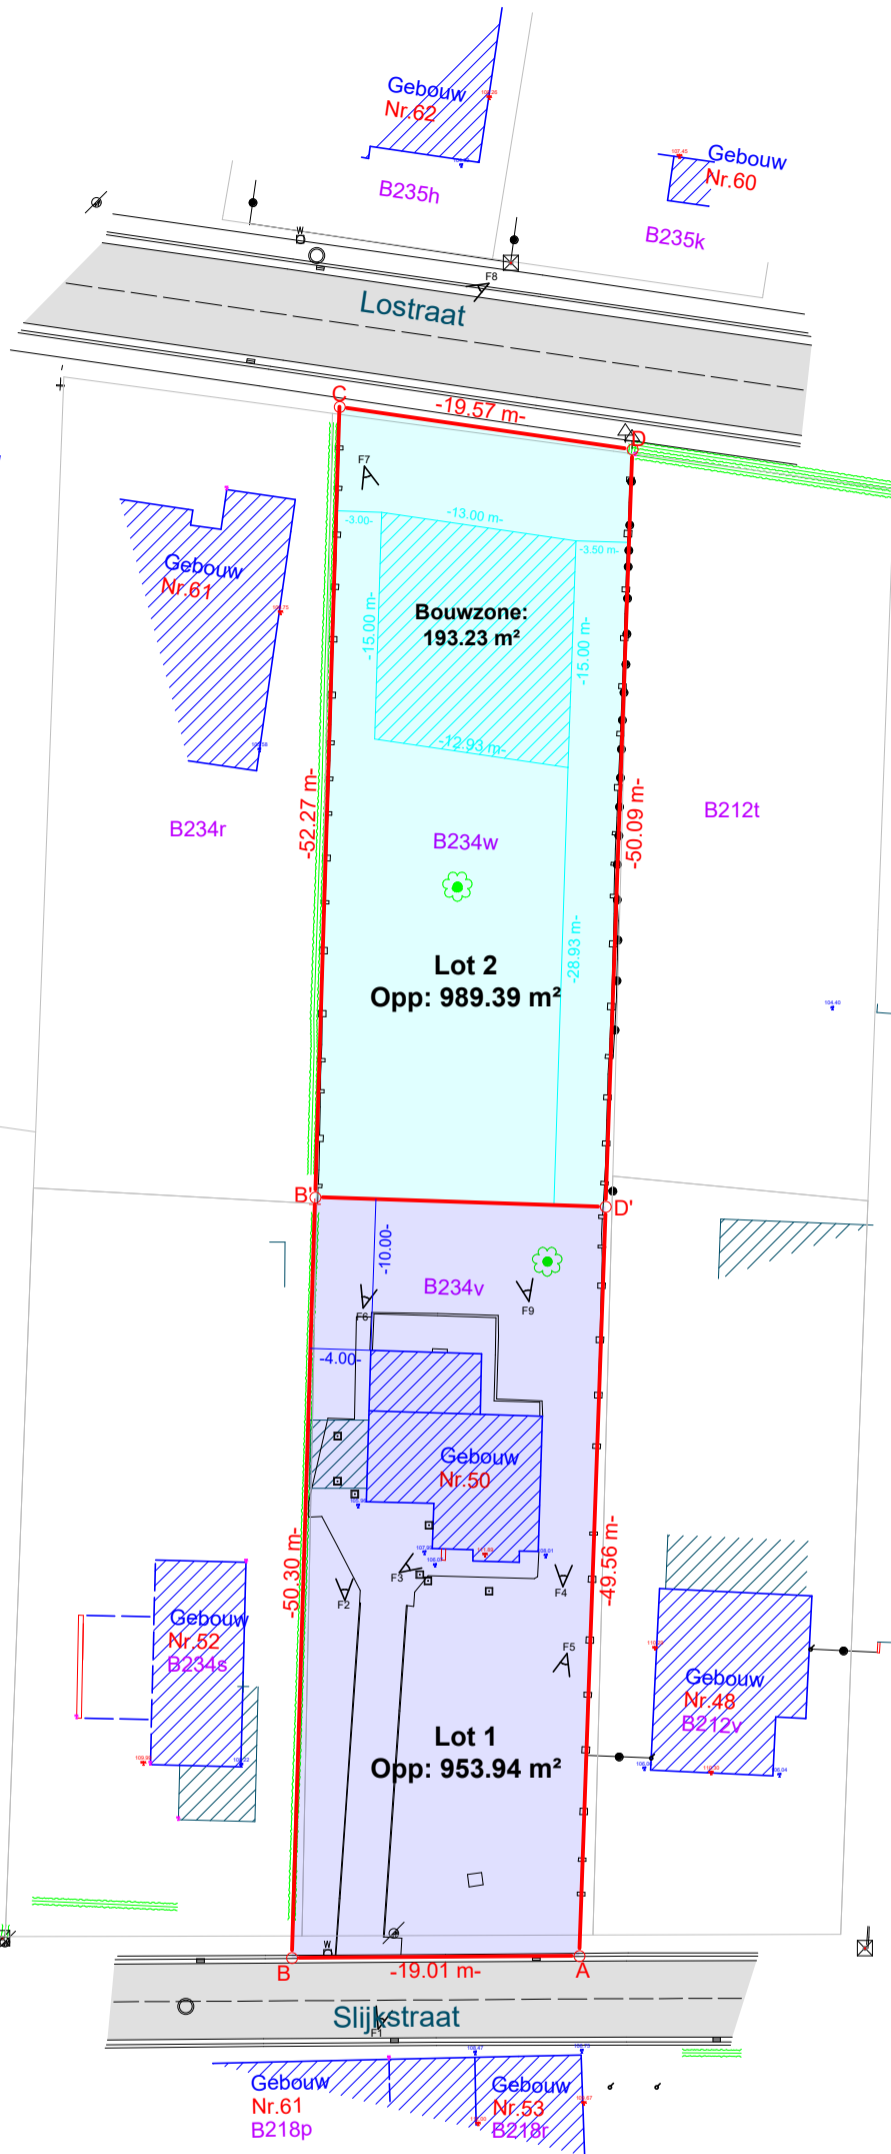 Gebouw
Nr.62
B235h
Gebouw
Nr.60
B235k
W
F8
Lostraat
C
-19.57 m-
D
F7
-3.00-
-13.00 m-
-3.50 m-
Gebouw
Nr.61
Bouwzone:
193.23 m²
-15.00 m-
-15.00 m-
-12.93 m-
-52.27 m-
-50.09 m-
B234r
B234w
B212t
104.40
Lot 2
Opp: 989.39 m²
-28.93 m-
B'
D'
-10.00-
B234v
F6
F9
-4.00-
Gebouw
Nr.50
F3
F2
F4
F5
-50.30 m-
-49.56 m-
Gebouw
Nr.52
B234s
Gebouw
Nr.48
B212v
Lot 1
Opp: 953.94 m²
W
B
-19.01 m-
A
Slijkstraat
F1
Gebouw
Nr.61
B218p
Gebouw
Nr.53
B218r